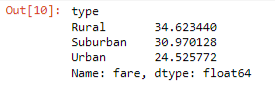 Out[10]: type
Rural 34.623440
Suburban 30.970128
Urban 24.525772
Name: fare, dtype: float64